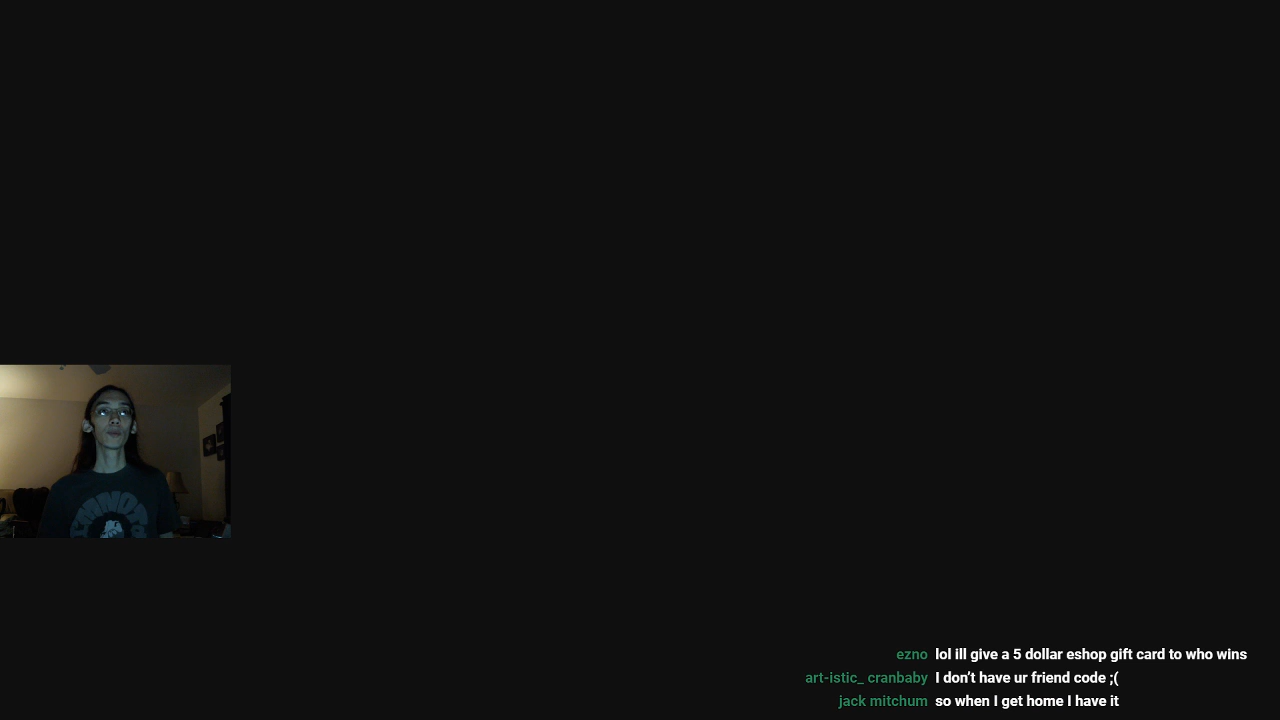 ezno lol ill give a 5 dollar eshop gift card to who wins
art-istic_ cranbaby I don't have ur friend code ;(
jack mitchum so when I get home I have it